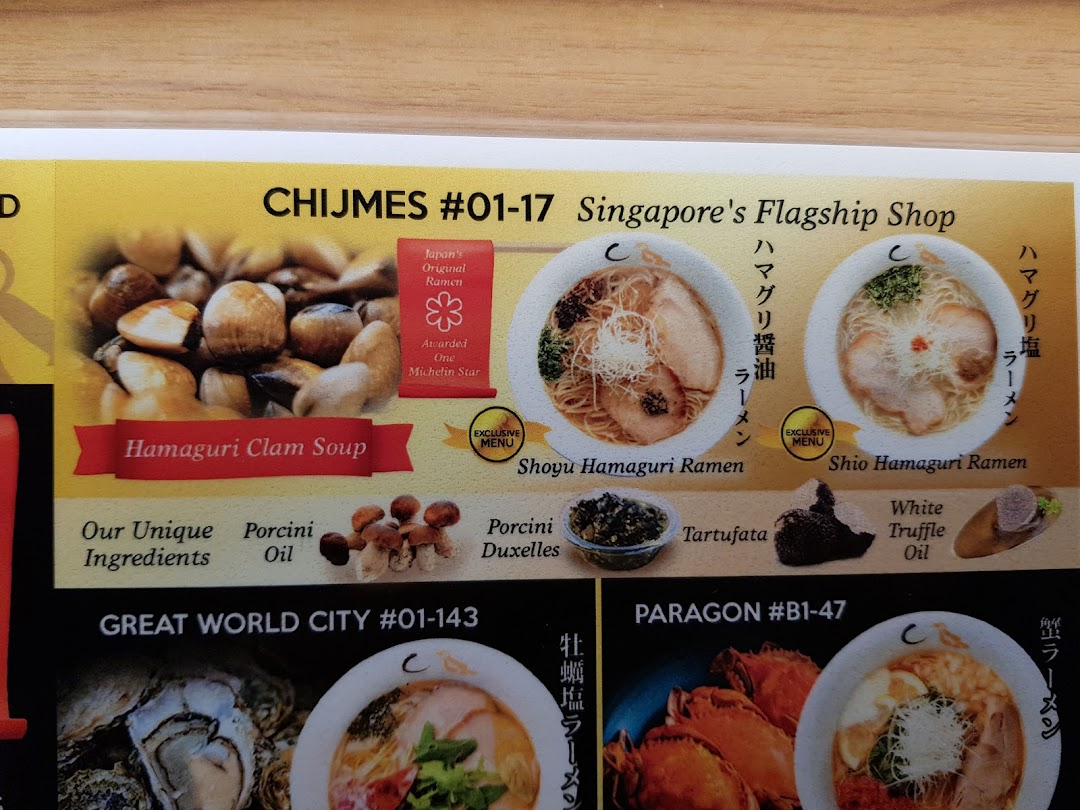 D
CHIJMES #01-17 Singapore's Flagship Shop
Japan's
Original
Ramen
Awarded
One
Michelin Star
ハマグリ醤油
ラーメン
ハマグリ塩
ラーメン
Hamaguri Clam Soup
EXCLUSIVE
MENU
Shoyu Hamaguri Ramen
EXCLUSIVE
MENU
Shio Hamaguri Ramen
Our Unique
Ingredients
Porcini
Oil
Porcini
Duxelles
Tartufata
White
Truffle
Oil
GREAT WORLD CITY #01-143
牡蠣塩ラーメン
PARAGON #B1-47
蟹ラーメン